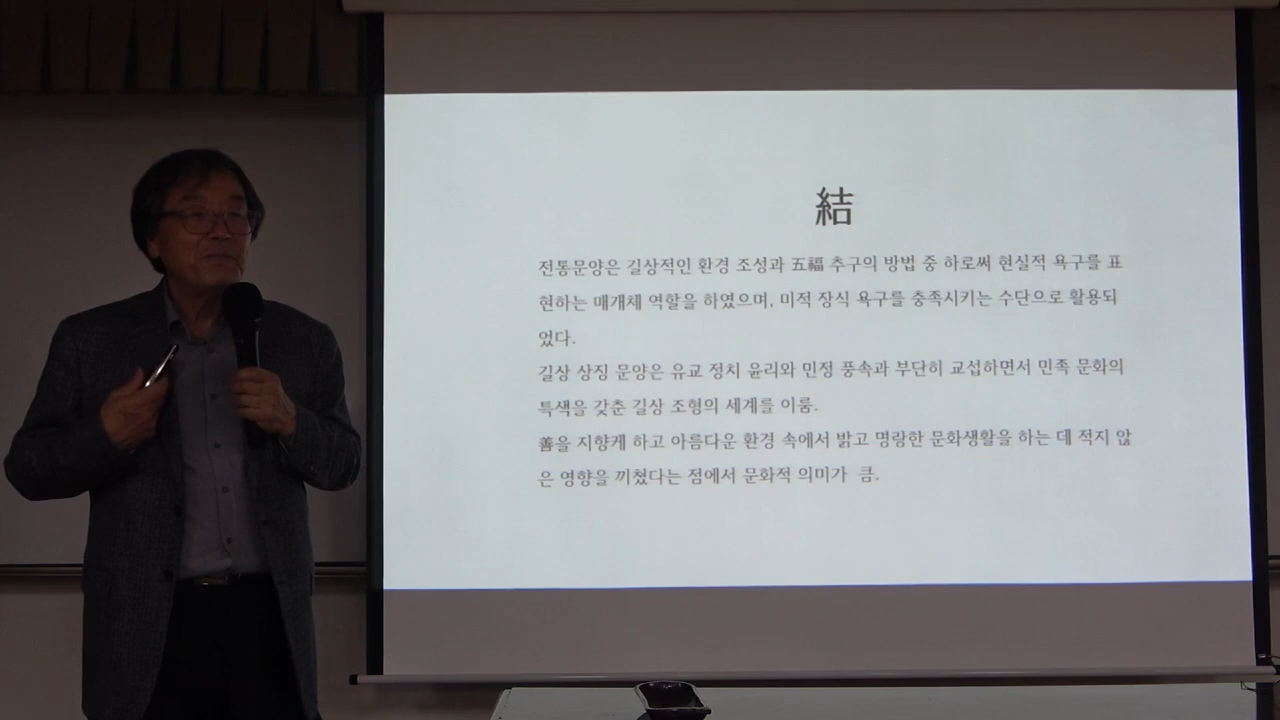 結
전통문양은 길상적인 환경 조성과 五福 추구의 방법 중 하로써 현실적 욕구를 표
현하는 매개체 역할을 하였으며, 미적 장식 욕구를 충족시키는 수단으로 활용되
었다.
길상 상징 문양은 유교 정치 윤리와 민정 풍속과 부단히 교섭하면서 민족 문화의
특색을 갖춘 길상 조형의 세계를 이룸.
善을 지향케 하고 아름다운 환경 속에서 밝고 명랑한 문화생활을 하는 데 적지 않
은 영향을 끼쳤다는 점에서 문화적 의미가 큼.